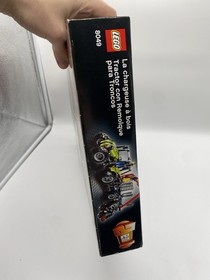 LEGO
8049
La chargeuse à bois
Tractor con Remolque
para Troncos